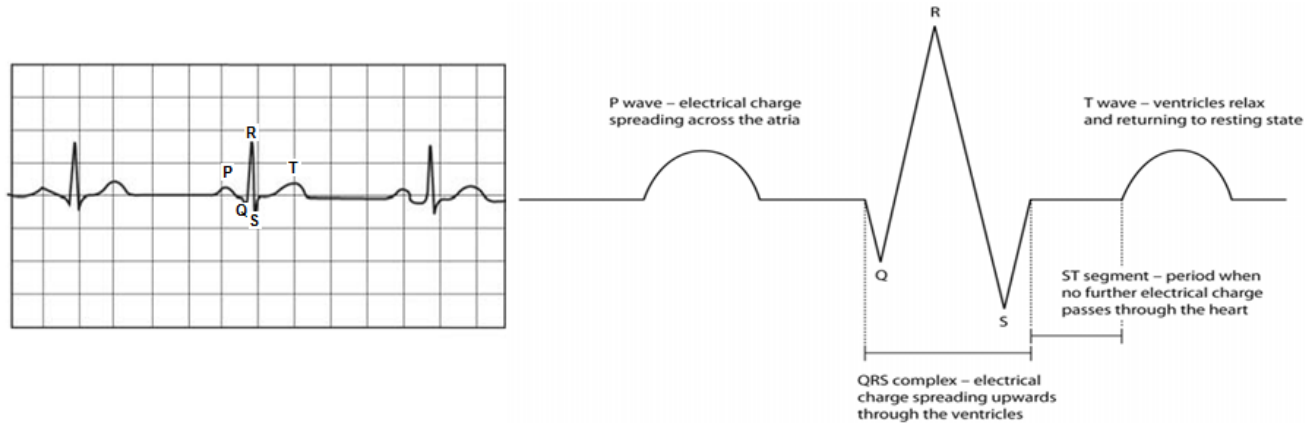 R
P
T
Q
S
R
P wave – electrical charge
spreading across the atria
T wave – ventricles relax
and returning to resting state
Q
S
ST segment – period when
no further electrical charge
passes through the heart
QRS complex – electrical
charge spreading upwards
through the ventricles